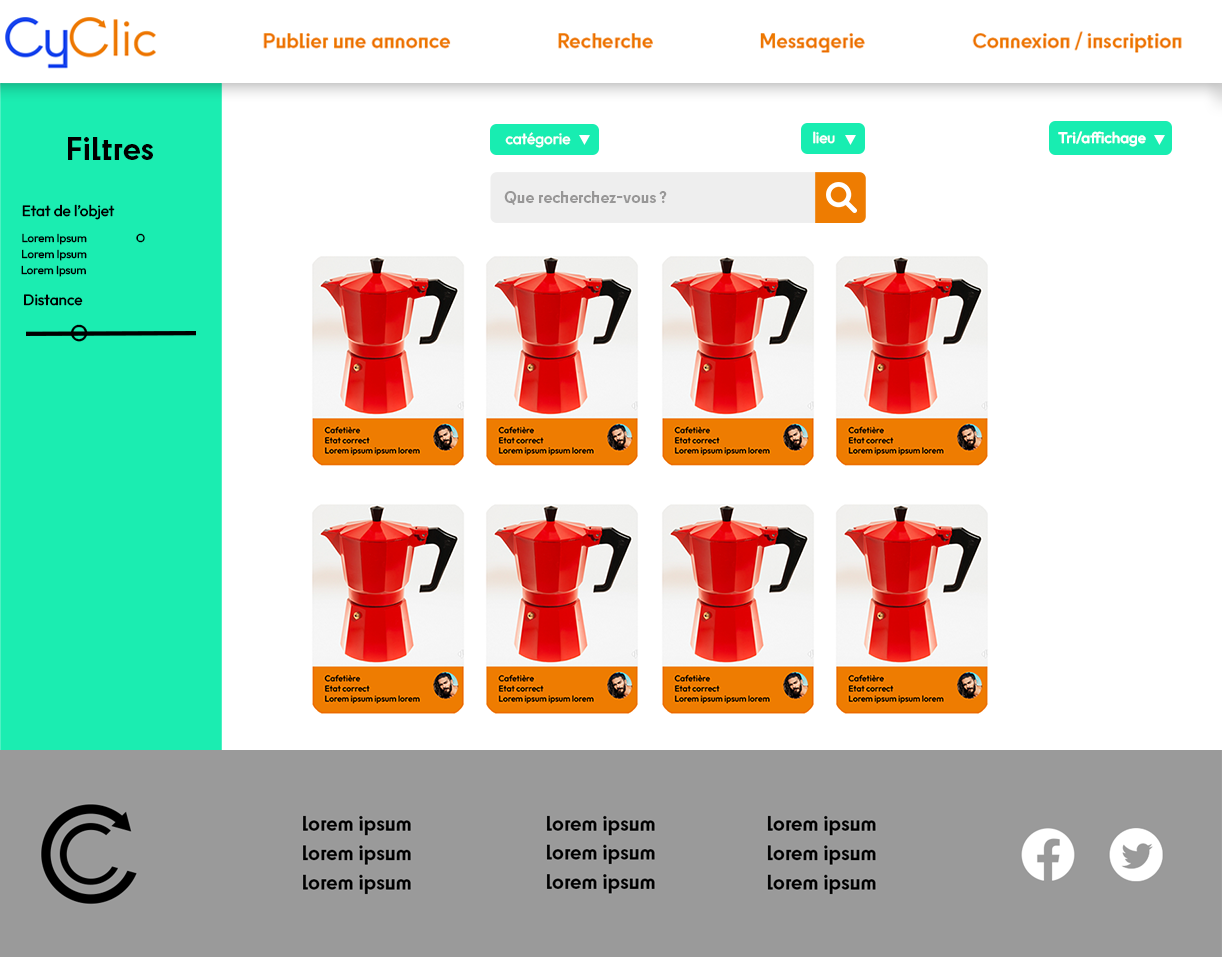 CyClic
Publier une annonce
Recherche
Messagerie
Connexion / inscription
Filtres
Etat de l'objet
Lorem Ipsum
Lorem Ipsum
Lorem Ipsum
Distance
catégorie
lieu
Tri/affichage
Que recherchez-vous ?
Cafetière
Etat correct
Lorem ipsum ipsum lorem
Cafetière
Etat correct
Lorem ipsum ipsum lorem
Cafetière
Etat correct
Lorem ipsum ipsum lorem
Cafetière
Etat correct
Lorem ipsum ipsum lorem
Cafetière
Etat correct
Lorem ipsum ipsum lorem
Cafetière
Etat correct
Lorem ipsum ipsum lorem
Cafetière
Etat correct
Lorem ipsum ipsum lorem
Cafetière
Etat correct
Lorem ipsum ipsum lorem
lorem ipsum
lorem ipsum
lorem ipsum
lorem ipsum
lorem ipsum
lorem ipsum
lorem ipsum
lorem ipsum
lorem ipsum